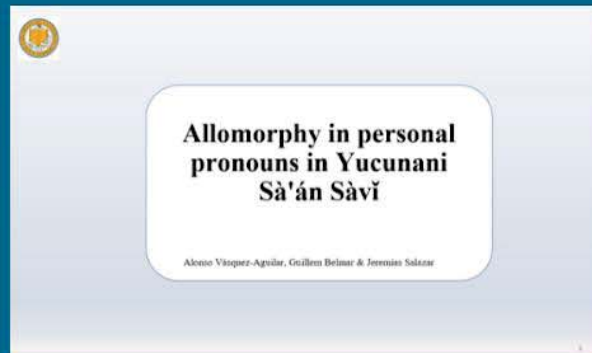 Allomorphy in personal
pronouns in Yucunani
Sà'án Sàvǐ
Alonso Vásquez-Aguilar, Guillem Belmar & Jeremías Salazar